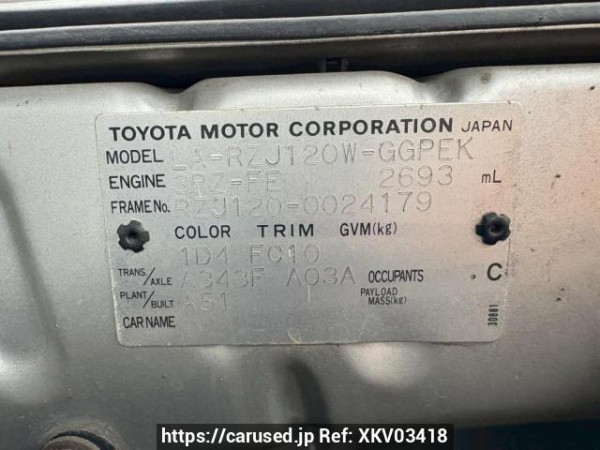 TOYOTA MOTOR CORPORATION JAPAN
MODEL LA-RZJ120W-GGPEK
ENGINE 3RZ-FE 2693 mL
FRAME NO. RZJ120-0024179
COLOR TRIM GVM(kg)
1D4 FC10
TRANS/AXLE A343F A03A OCCUPANTS C
PLANT/BUILT A51 PAYLOAD MASS(kg)
CAR NAME
30881
https://carused.jp Ref: XKV03418